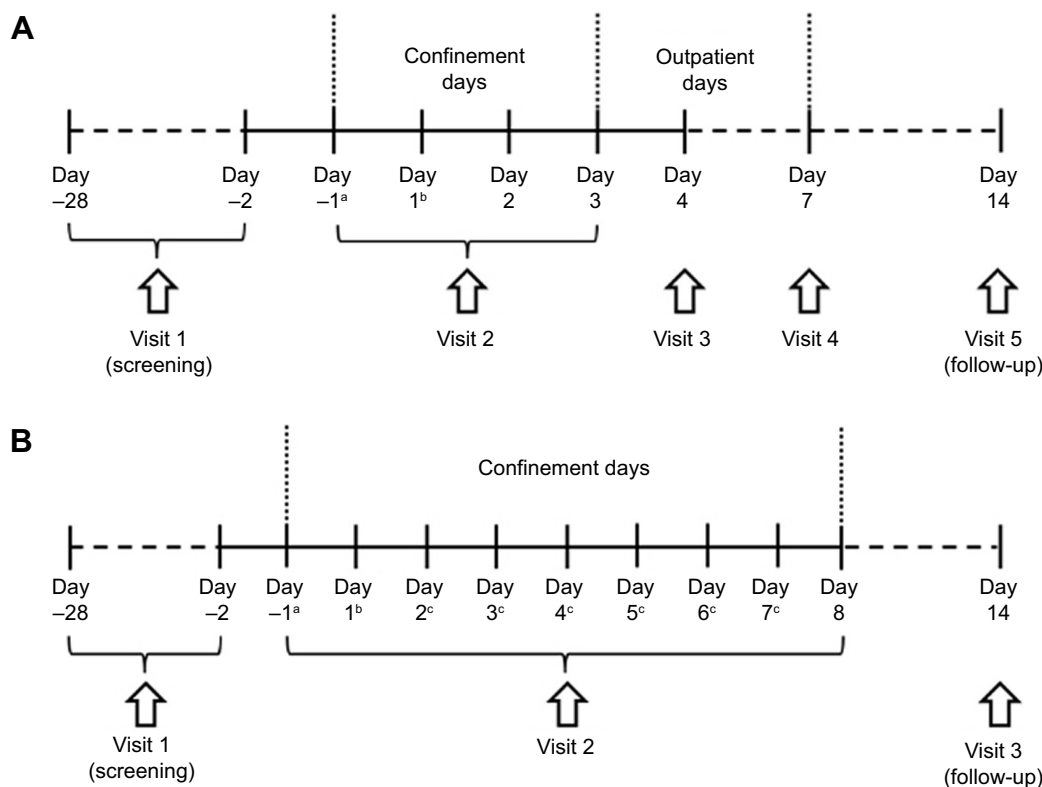 A
Confinement
days
Outpatient
days
Day
–28
Day
–2
Day
–1ᵃ
Day
1ᵇ
Day
2
Day
3
Day
4
Day
7
Day
14
Visit 1
(screening)
Visit 2
Visit 3
Visit 4
Visit 5
(follow-up)
B
Confinement days
Day
–28
Day
–2
Day
–1ᵃ
Day
1ᵇ
Day
2ᶜ
Day
3ᶜ
Day
4ᶜ
Day
5ᶜ
Day
6ᶜ
Day
7ᶜ
Day
8
Day
14
Visit 1
(screening)
Visit 2
Visit 3
(follow-up)